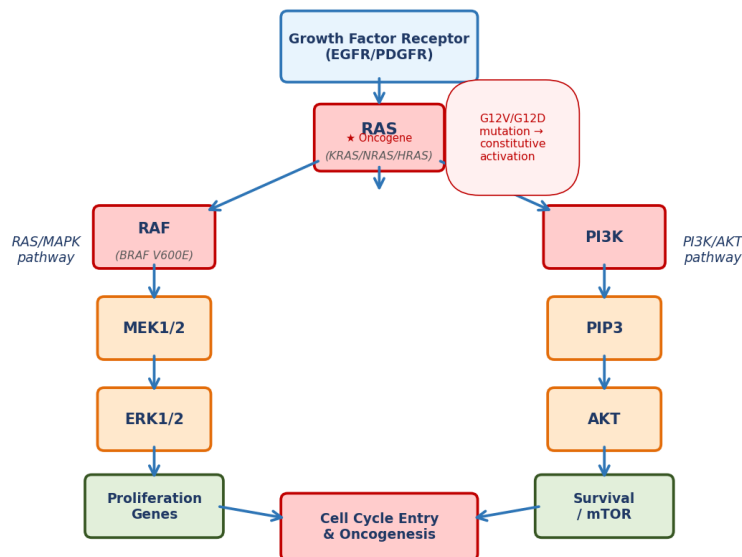 Growth Factor Receptor
(EGFR/PDGFR)
RAS
★ Oncogene
(KRAS/NRAS/HRAS)
G12V/G12D
mutation →
constitutive
activation
RAS/MAPK
pathway
RAF
(BRAF V600E)
PI3K
PI3K/AKT
pathway
MEK1/2
PIP3
ERK1/2
AKT
Proliferation
Genes
Cell Cycle Entry
& Oncogenesis
Survival
/ mTOR